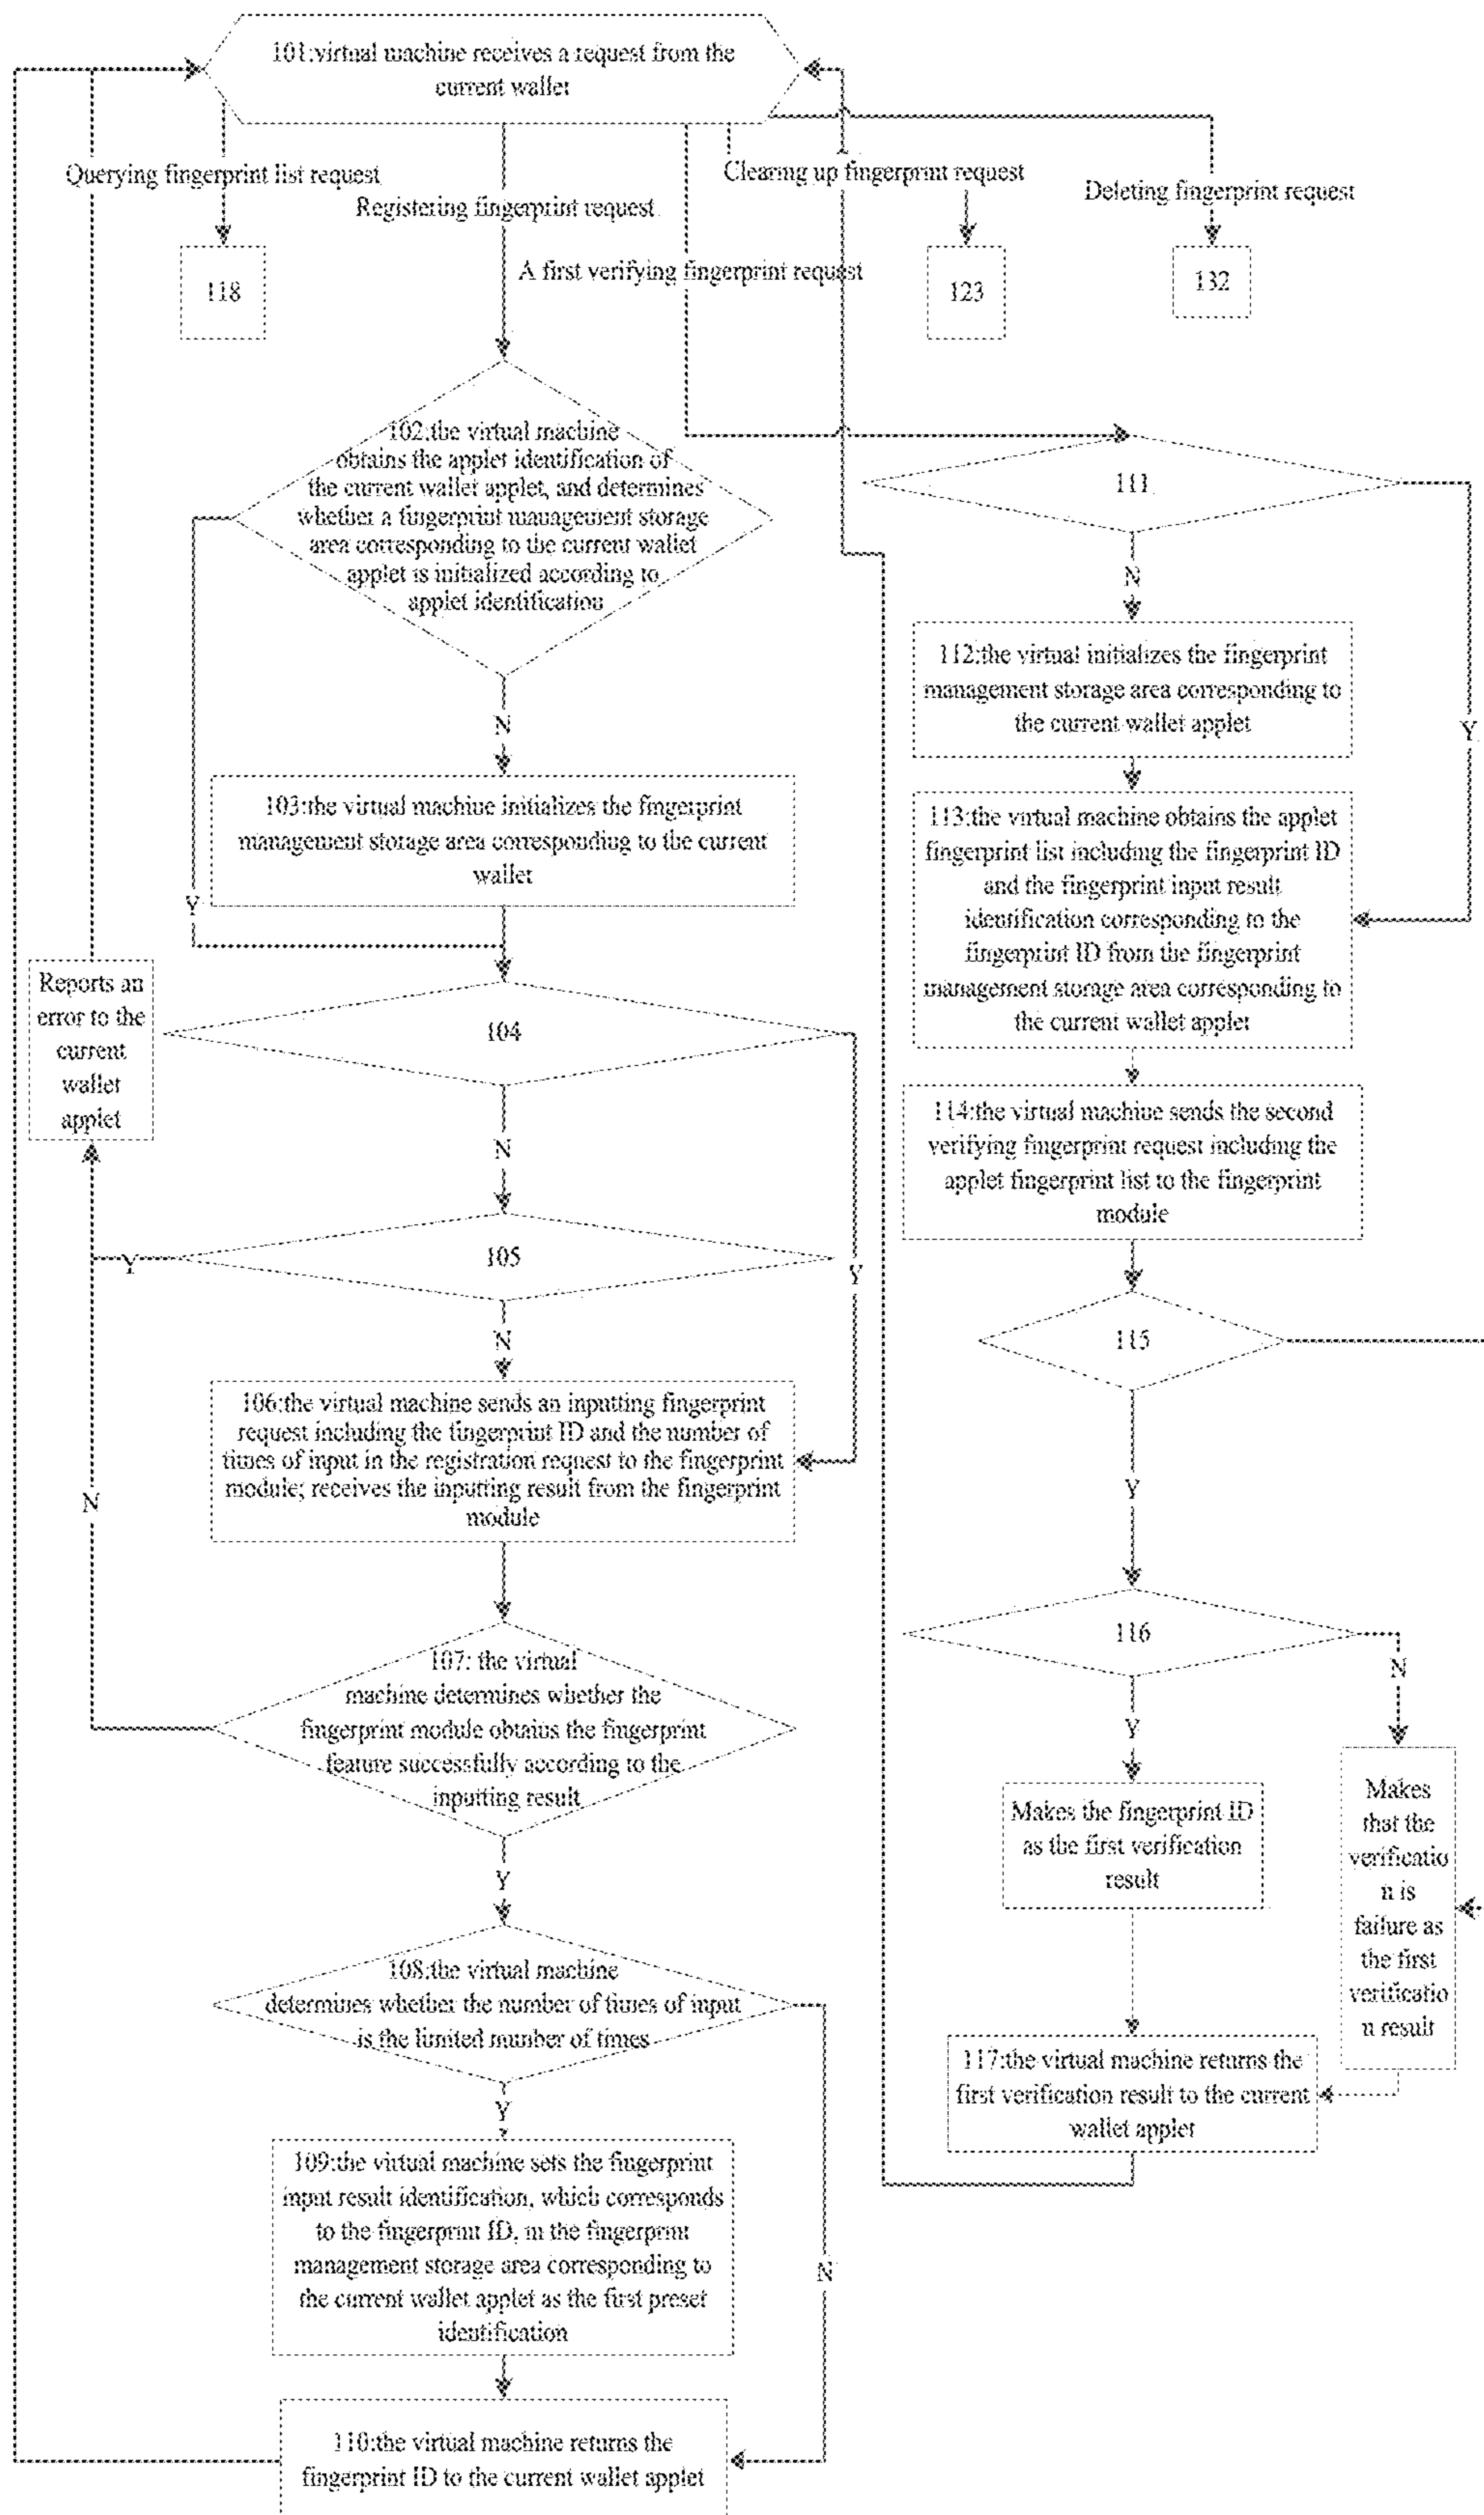 101:virtual machine receives a request from the
current wallet
Querying fingerprint list request
Registering fingerprint request
A first verifying fingerprint request
Clearing up fingerprint request
Deleting fingerprint request
118
123
132
102:the virtual machine
obtains the applet identification of
the current wallet applet, and determines
whether a fingerprint management storage
area corresponding to the current wallet
applet is initialized according to
applet identification
N
Y
103:the virtual machine initializes the fingerprint
management storage area corresponding to the current
wallet
104
N
Y
105
Y
N
Reports an
error to the
current
wallet
applet
106:the virtual machine sends an inputting fingerprint
request including the fingerprint ID and the number of
times of input in the registration request to the fingerprint
module; receives the inputting result from the fingerprint
module
107: the virtual
machine determines whether the
fingerprint module obtains the fingerprint
feature successfully according to the
inputting result
N
Y
108:the virtual machine
determines whether the number of times of input
is the limited number of times
Y
N
109:the virtual machine sets the fingerprint
input result identification, which corresponds
to the fingerprint ID, in the fingerprint
management storage area corresponding to
the current wallet applet as the first preset
identification
110:the virtual machine returns the
fingerprint ID to the current wallet applet
111
N
Y
112:the virtual initializes the fingerprint
management storage area corresponding to
the current wallet applet
113:the virtual machine obtains the applet
fingerprint list including the fingerprint ID
and the fingerprint input result
identification corresponding to the
fingerprint ID from the fingerprint
management storage area corresponding to
the current wallet applet
114:the virtual machine sends the second
verifying fingerprint request including the
applet fingerprint list to the fingerprint
module
115
Y
116
Y
N
Makes the fingerprint ID
as the first verification
result
Makes
that the
verificatio
n is
failure as
the first
verificatio
n result
117:the virtual machine returns the
first verification result to the current
wallet applet